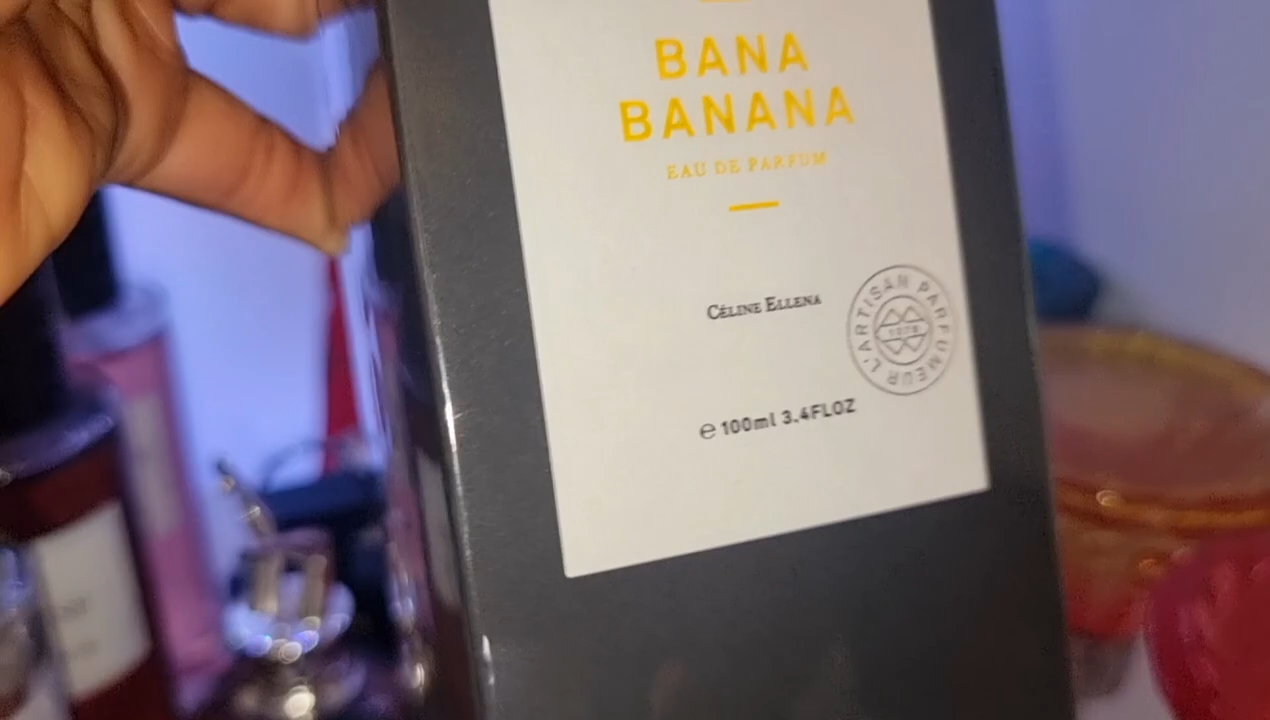 BANA
BANANA
EAU DE PARFUM
CÉLINE ELLENA
L'ARTISAN PARFUMEUR
1976
℮ 100ml 3.4FLOZ